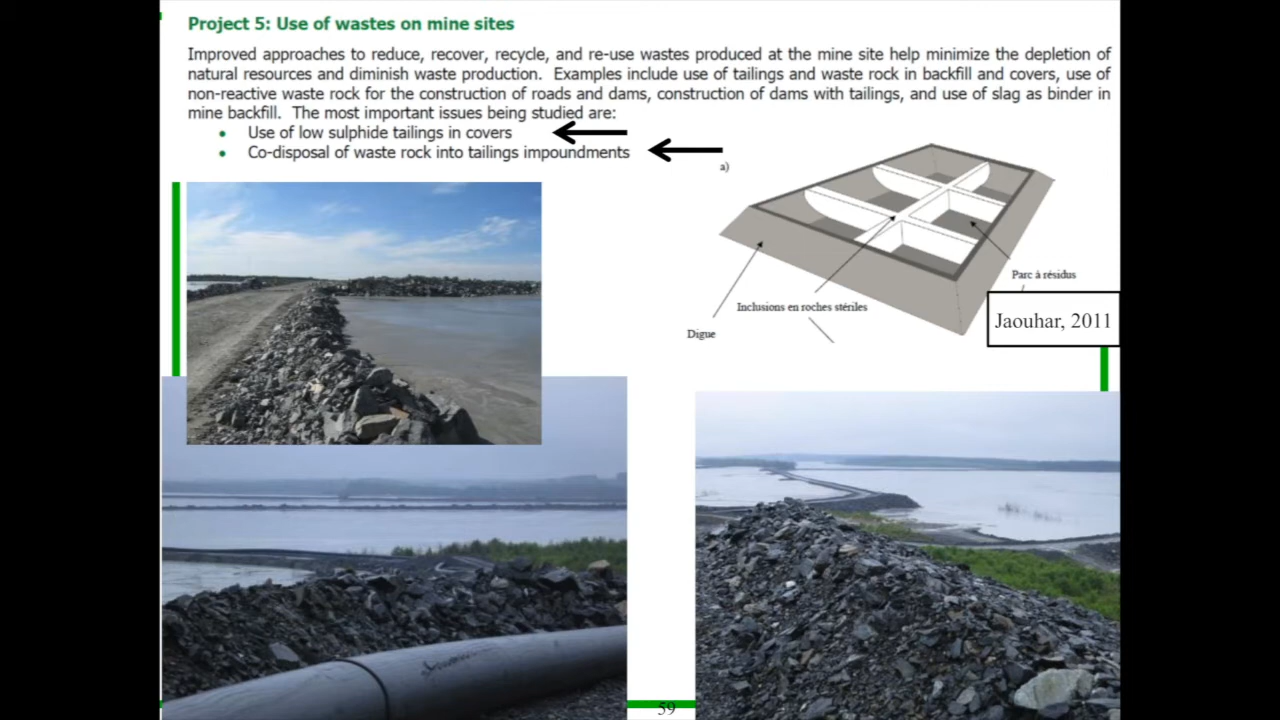 Project 5: Use of wastes on mine sites
Improved approaches to reduce, recover, recycle, and re-use wastes produced at the mine site help minimize the depletion of
natural resources and diminish waste production. Examples include use of tailings and waste rock in backfill and covers, use of
non-reactive waste rock for the construction of roads and dams, construction of dams with tailings, and use of slag as binder in
mine backfill. The most important issues being studied are:
• Use of low sulphide tailings in covers
• Co-disposal of waste rock into tailings impoundments
a)
Parc à résidus
Inclusions en roches stériles
Digue
Jaouhar, 2011
59